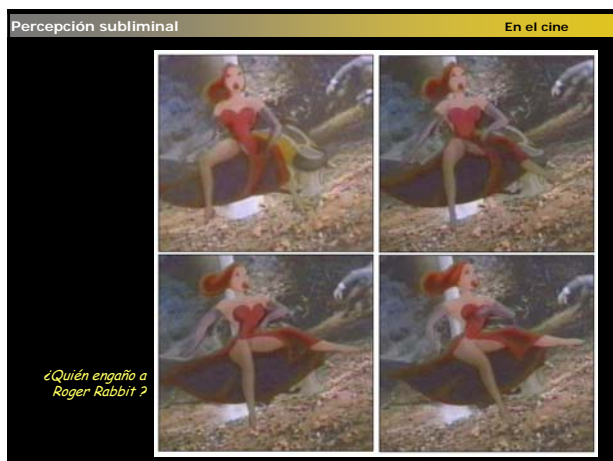 Percepción subliminal
En el cine
¿Quién engaño a
Roger Rabbit ?